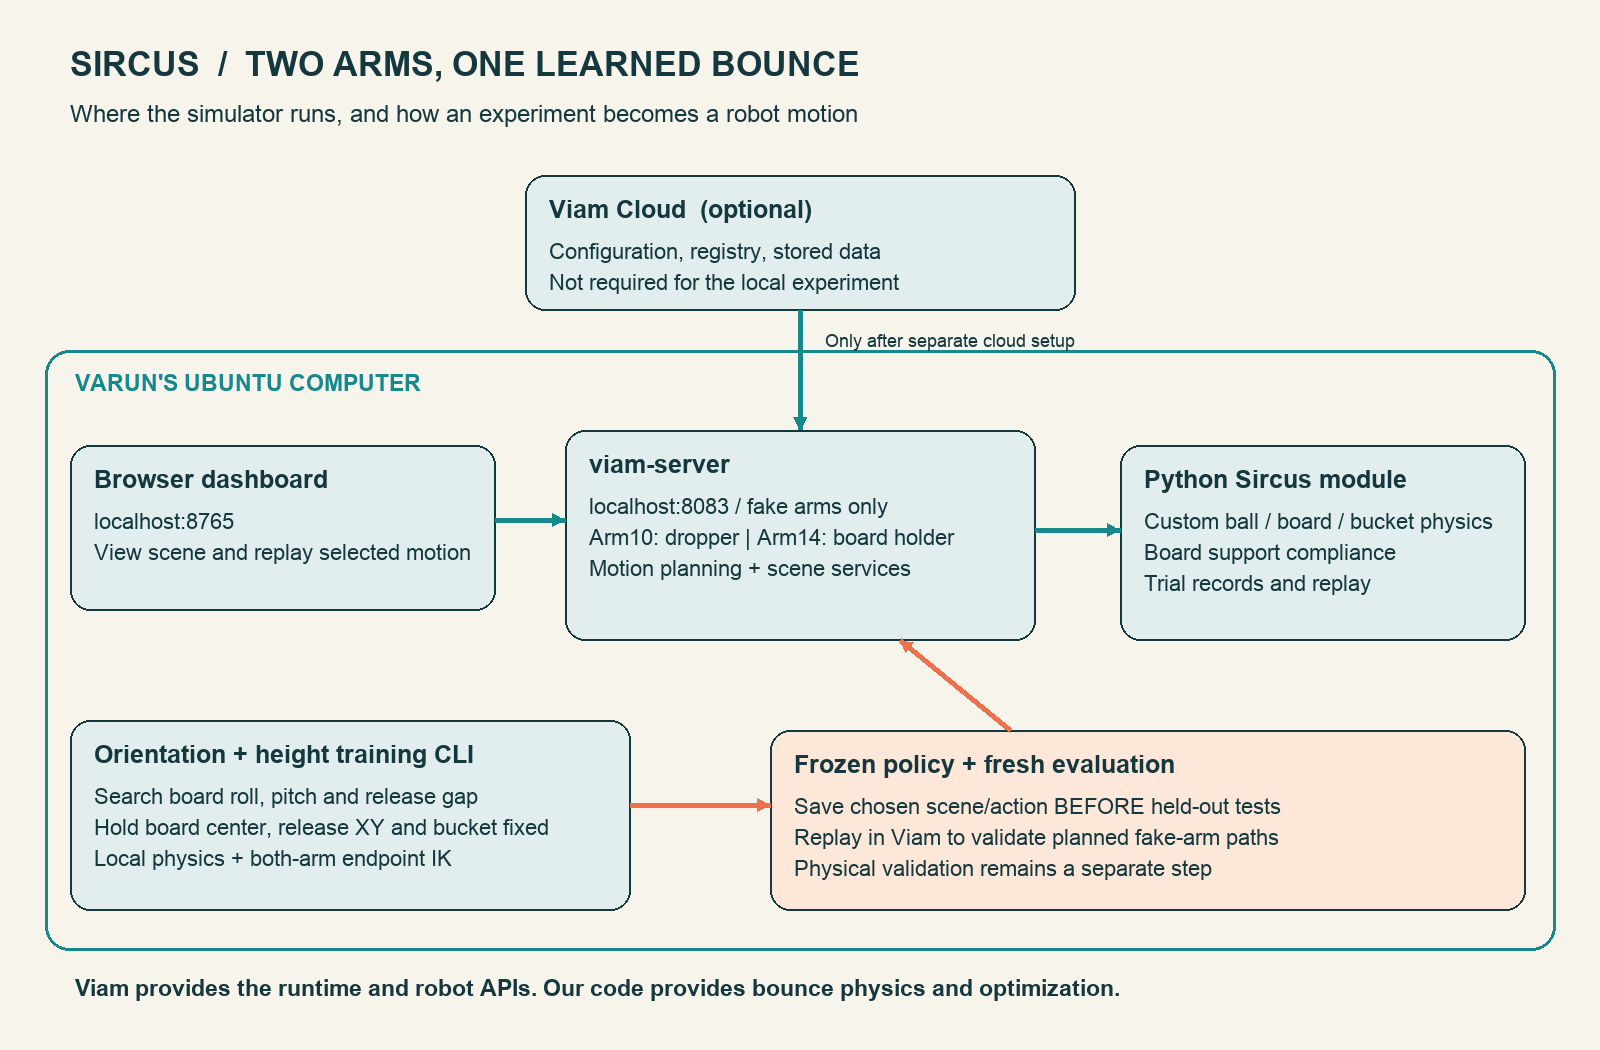 SIRCUS / TWO ARMS, ONE LEARNED BOUNCE
Where the simulator runs, and how an experiment becomes a robot motion
Viam Cloud (optional)
Configuration, registry, stored data
Not required for the local experiment
Only after separate cloud setup
VARUN'S UBUNTU COMPUTER
Browser dashboard
localhost:8765
View scene and replay selected motion
viam-server
localhost:8083 / fake arms only
Arm10: dropper | Arm14: board holder
Motion planning + scene services
Python Sircus module
Custom ball / board / bucket physics
Board support compliance
Trial records and replay
Orientation + height training CLI
Search board roll, pitch and release gap
Hold board center, release XY and bucket fixed
Local physics + both-arm endpoint IK
Frozen policy + fresh evaluation
Save chosen scene/action BEFORE held-out tests
Replay in Viam to validate planned fake-arm paths
Physical validation remains a separate step
Viam provides the runtime and robot APIs. Our code provides bounce physics and optimization.